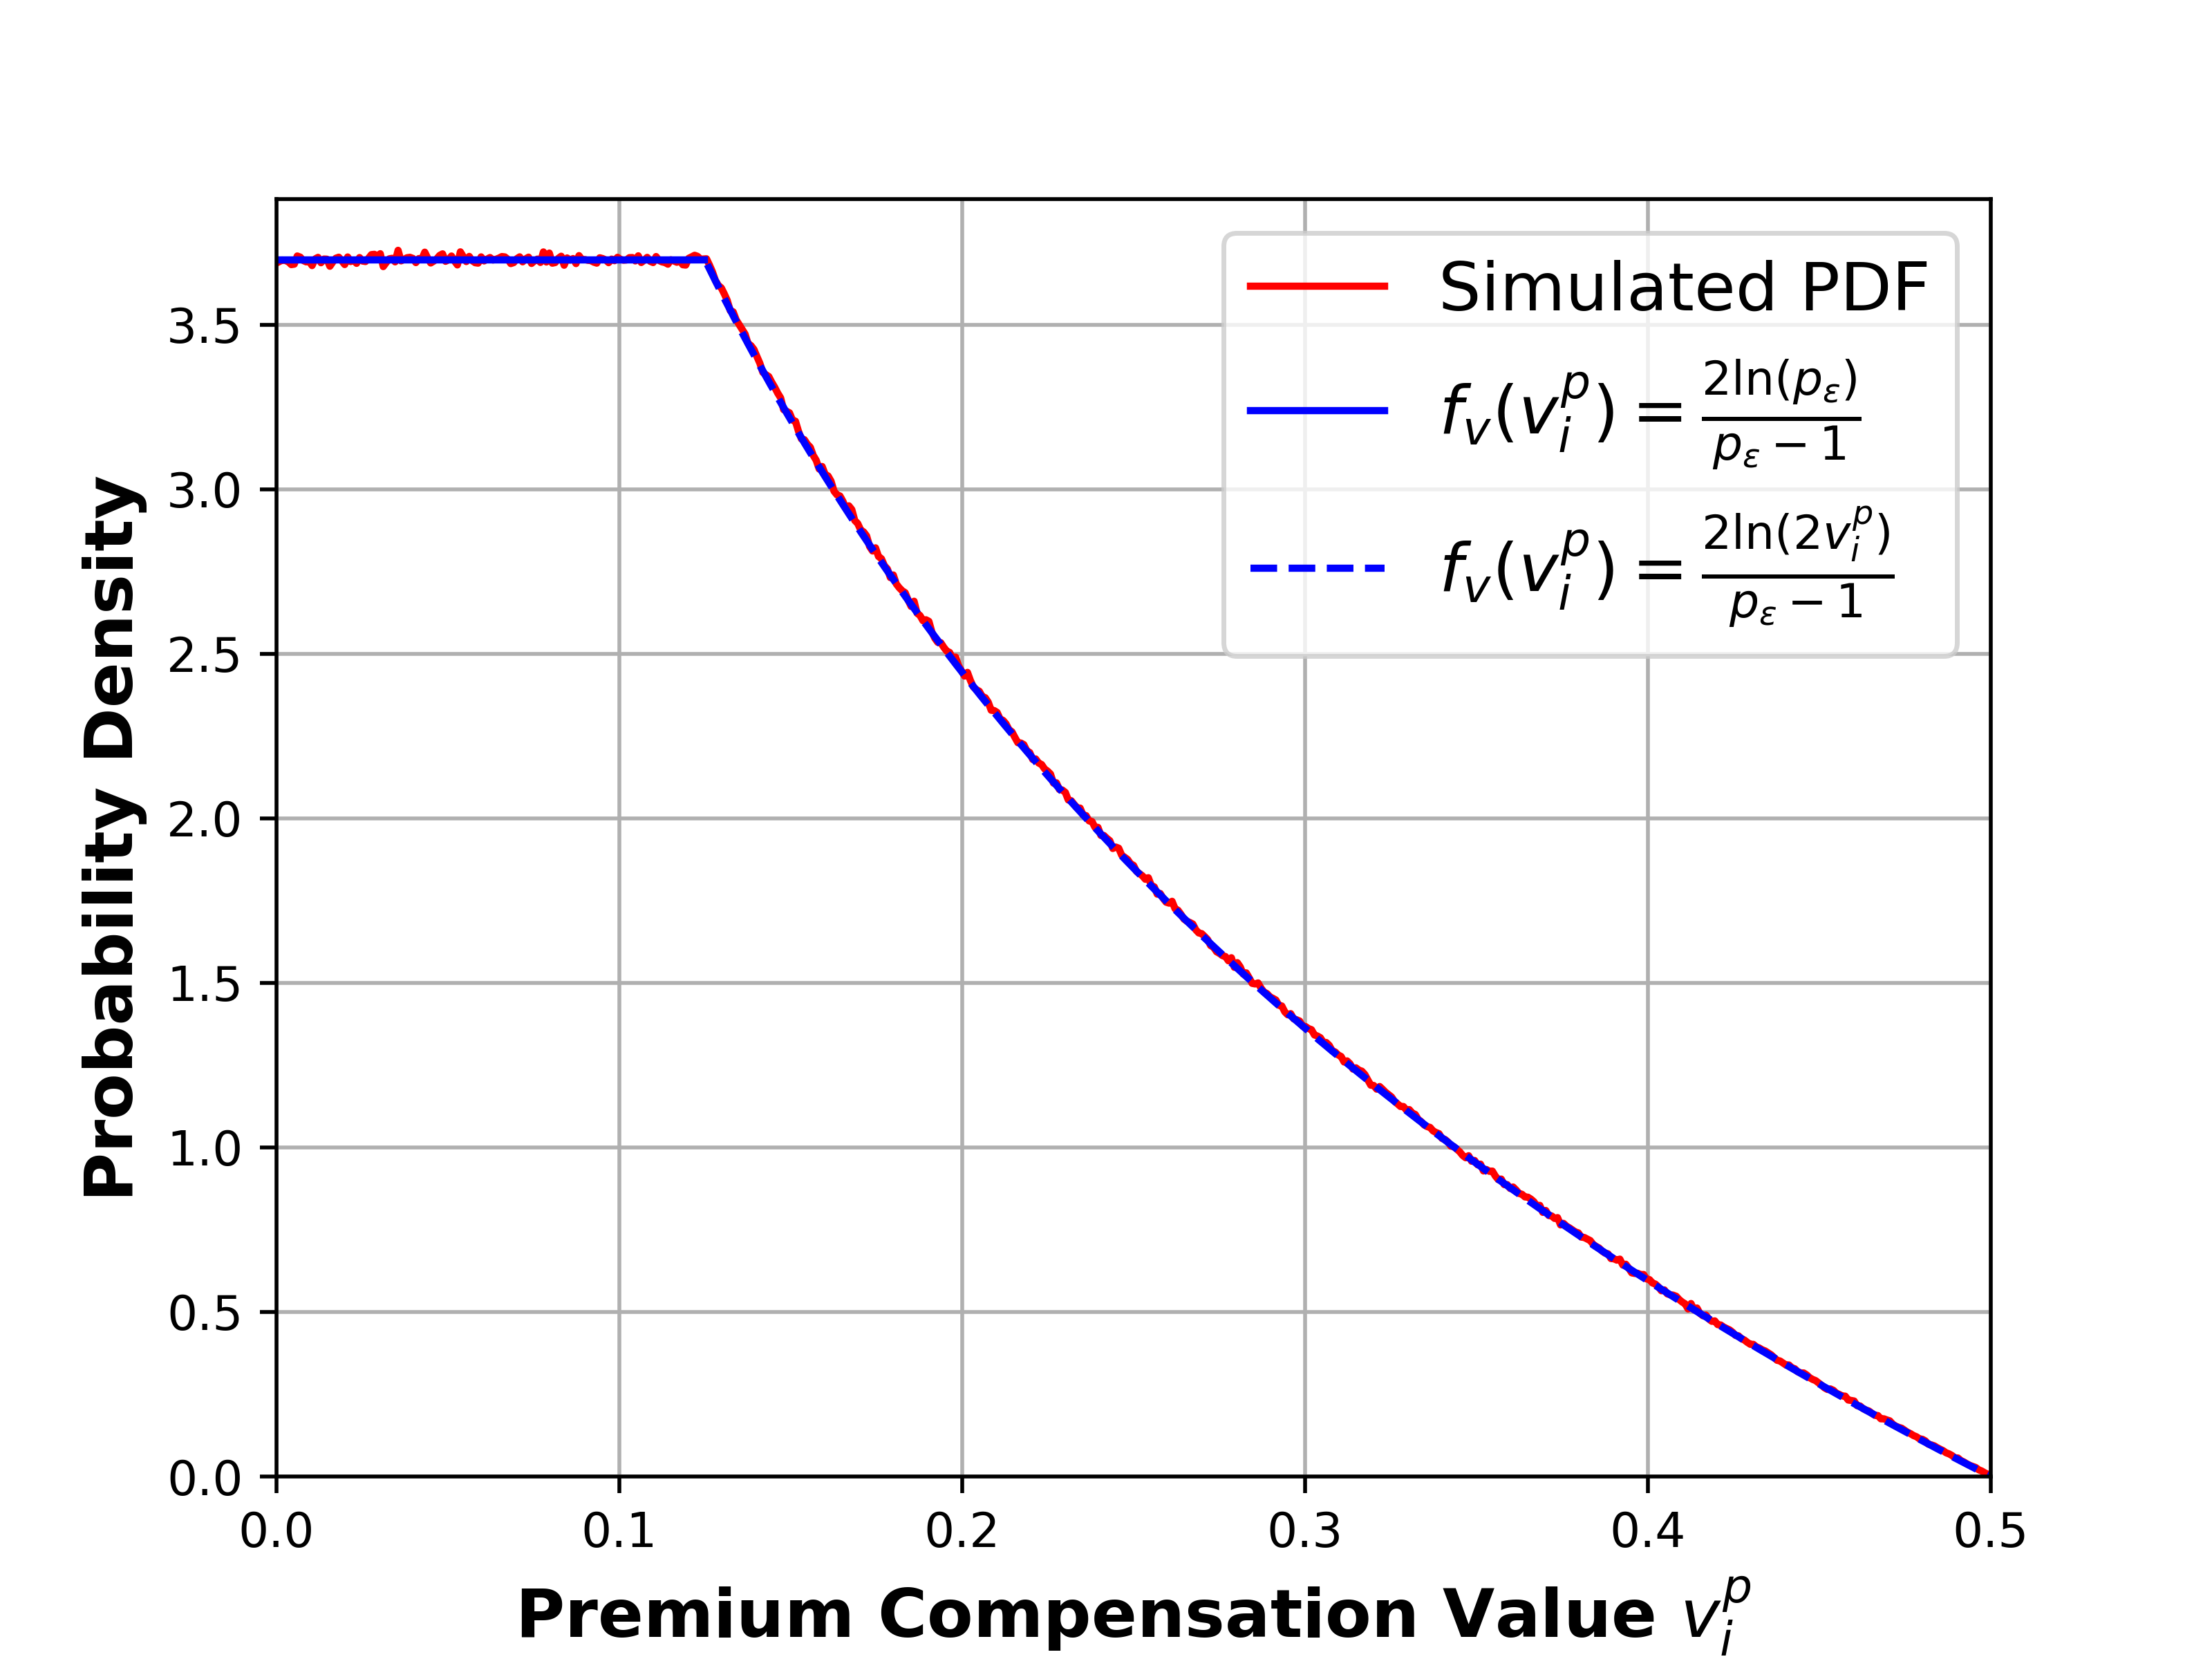 Simulated PDF
$f_v(v_i^p) = \frac{2\ln(p_\varepsilon)}{p_\varepsilon - 1}$
$f_v(v_i^p) = \frac{2\ln(2v_i^p)}{p_\varepsilon - 1}$
3.5
3.0
2.5
2.0
1.5
1.0
0.5
0.0
Probability Density
0.0 0.1 0.2 0.3 0.4 0.5
Premium Compensation Value $v_i^p$